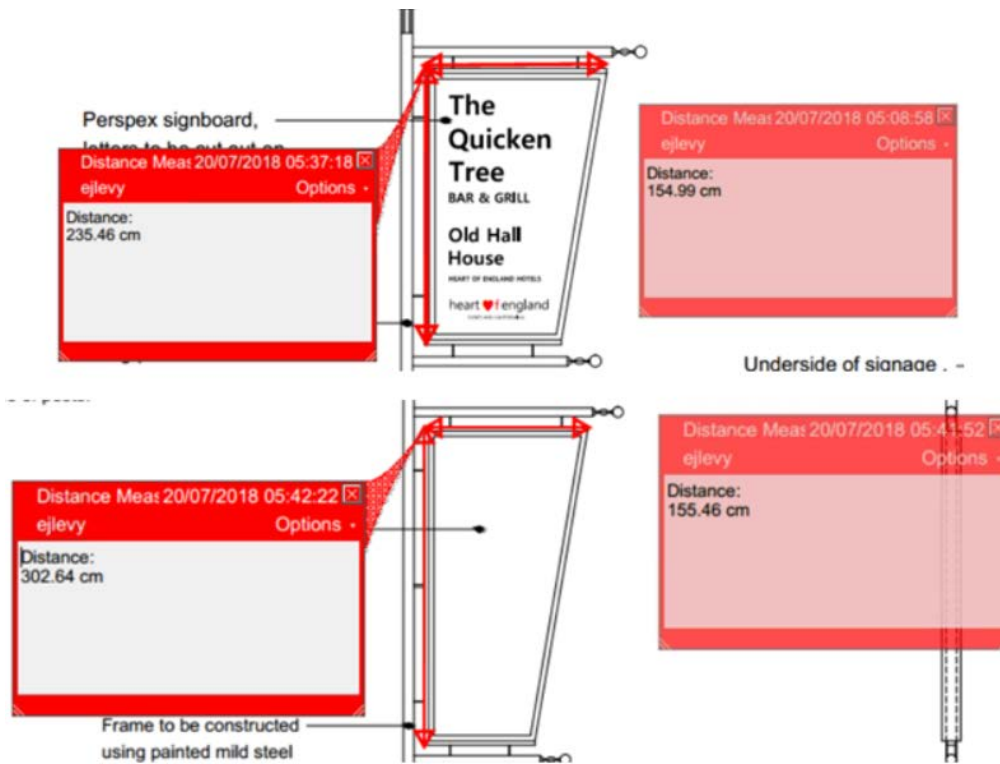 Perspex signboard,
Distance Meas 20/07/2018 05:37:18
ejlevy Options
Distance:
235.46 cm
The
Quicken
Tree
BAR & GRILL
Old Hall
House
HEART OF ENGLAND HOTELS
heart of england
Distance Meas 20/07/2018 05:08:58
ejlevy Options
Distance:
154.99 cm
Underside of signage .
Distance Meas 20/07/2018 05:42:22
ejlevy Options
Distance:
302.64 cm
Distance Meas 20/07/2018 05:41:52
ejlevy Options
Distance:
155.46 cm
Frame to be constructed
using painted mild steel